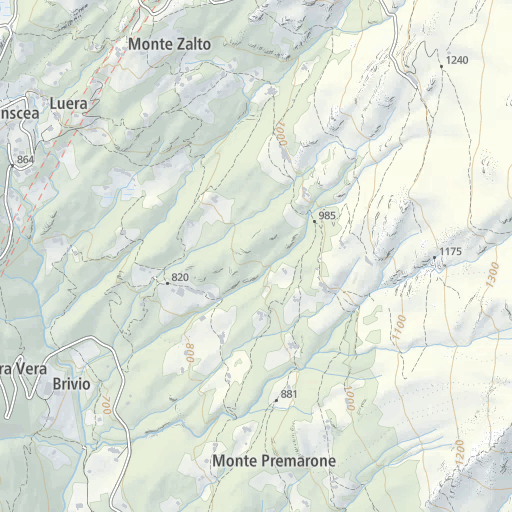 Monte Zalto
1240
Luera
nscea
864
1000
985
1175
1300
820
1100
800
ra Vera
Brivio
700
881
1000
1200
Monte Premarone